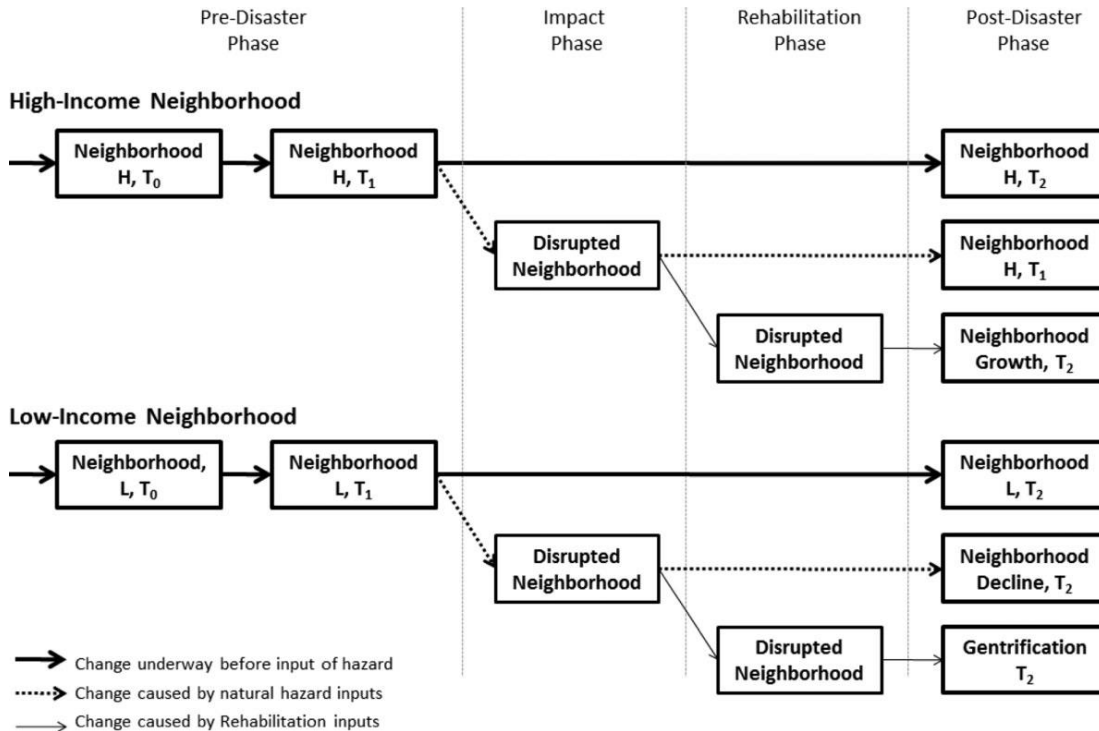 Pre-Disaster
Phase
Impact
Phase
Rehabilitation
Phase
Post-Disaster
Phase
High-Income Neighborhood
Neighborhood
H, T₀
Neighborhood
H, T₁
Neighborhood
H, T₂
Disrupted
Neighborhood
Neighborhood
H, T₁
Disrupted
Neighborhood
Neighborhood
Growth, T₂
Low-Income Neighborhood
Neighborhood,
L, T₀
Neighborhood
L, T₁
Neighborhood
L, T₂
Disrupted
Neighborhood
Neighborhood
Decline, T₂
Disrupted
Neighborhood
Gentrification
T₂
Change underway before input of hazard
Change caused by natural hazard inputs
Change caused by Rehabilitation inputs